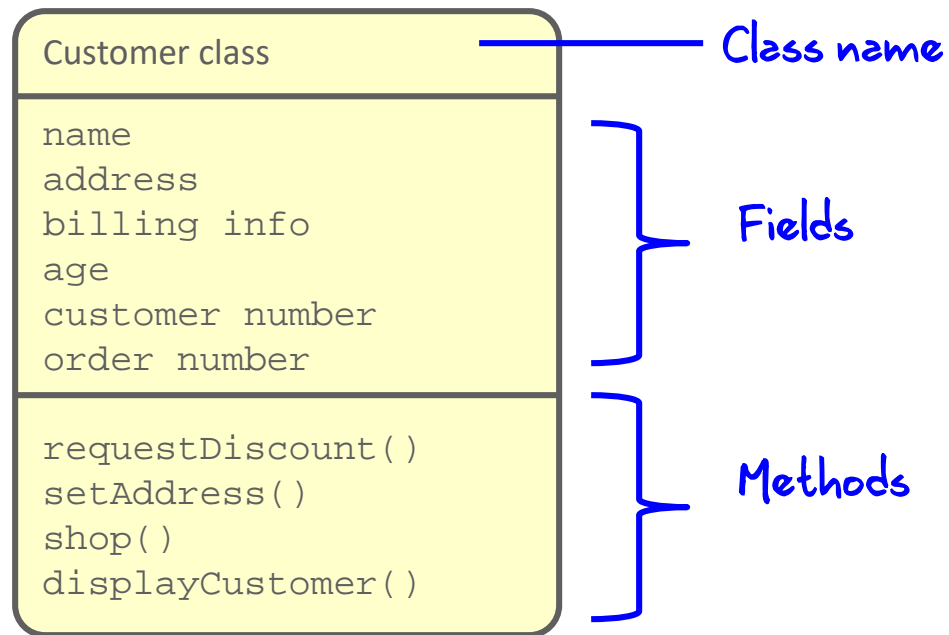 Customer class
Class name
name
address
billing info
age
customer number
order number
Fields
requestDiscount()
setAddress()
shop()
displayCustomer()
Methods